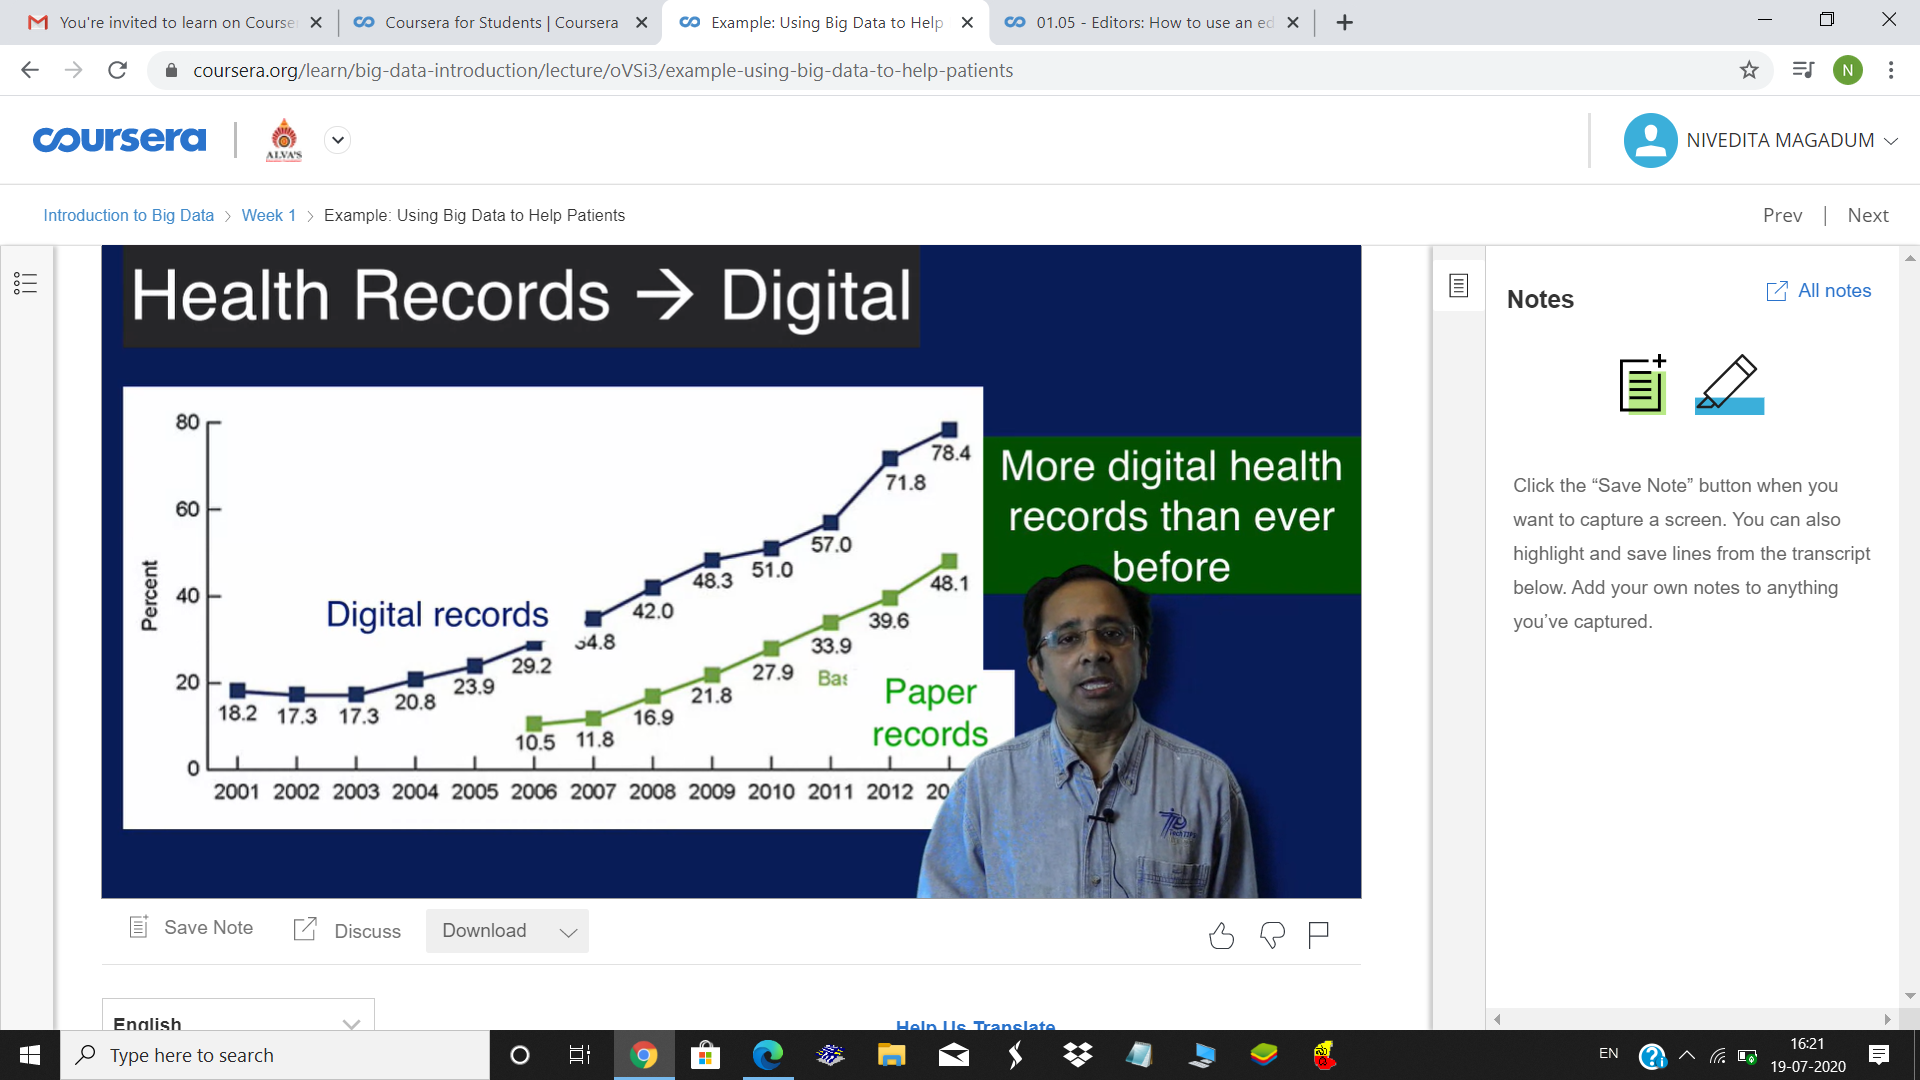 You're invited to learn on Course
Coursera for Students | Coursera
Example: Using Big Data to Help
01.05 - Editors: How to use an ed
coursera.org/learn/big-data-introduction/lecture/oVSi3/example-using-big-data-to-help-patients
N
coursera
ALVA'S
NIVEDITA MAGADUM
Introduction to Big Data > Week 1 > Example: Using Big Data to Help Patients
Prev | Next
Health Records → Digital
More digital health
records than ever
before
Percent
80
60
40
20
0
Digital records
18.2 17.3 17.3 20.8 23.9 29.2 34.8 42.0 48.3 51.0 57.0 71.8 78.4
10.5 11.8 16.9 21.8 27.9 33.9 39.6 48.1
Bas
Paper
records
2001 2002 2003 2004 2005 2006 2007 2008 2009 2010 2011 2012 20
Notes
All notes
Click the “Save Note” button when you
want to capture a screen. You can also
highlight and save lines from the transcript
below. Add your own notes to anything
you’ve captured.
Save Note
Discuss
Download
English
Help Us Translate
Type here to search
EN
16:21
19-07-2020